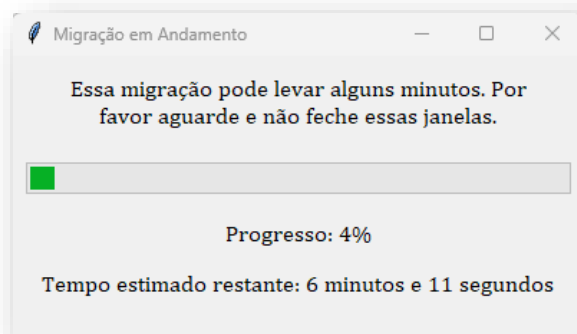 Migração em Andamento
Essa migração pode levar alguns minutos. Por
favor aguarde e não feche essas janelas.
Progresso: 4%
Tempo estimado restante: 6 minutos e 11 segundos